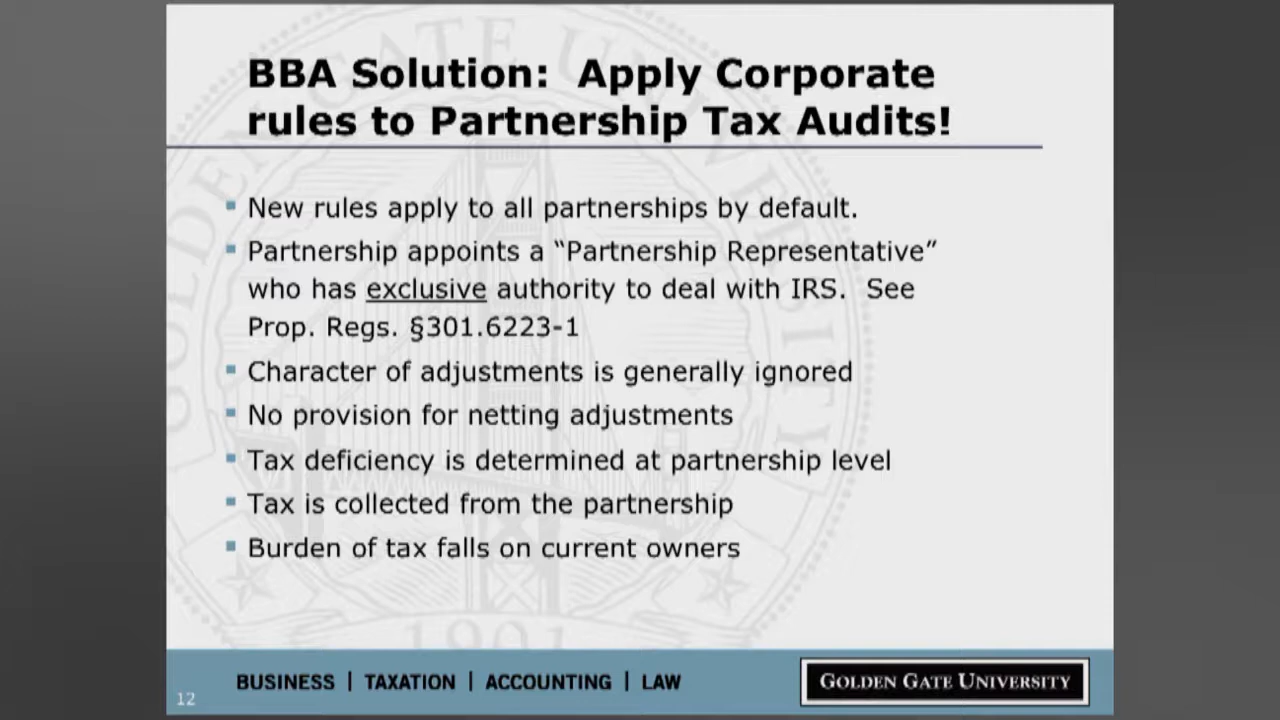 BBA Solution: Apply Corporate
rules to Partnership Tax Audits!
New rules apply to all partnerships by default.
Partnership appoints a “Partnership Representative”
who has exclusive authority to deal with IRS. See
Prop. Regs. §301.6223-1
Character of adjustments is generally ignored
No provision for netting adjustments
Tax deficiency is determined at partnership level
Tax is collected from the partnership
Burden of tax falls on current owners
1901
12
BUSINESS | TAXATION | ACCOUNTING | LAW
GOLDEN GATE UNIVERSITY